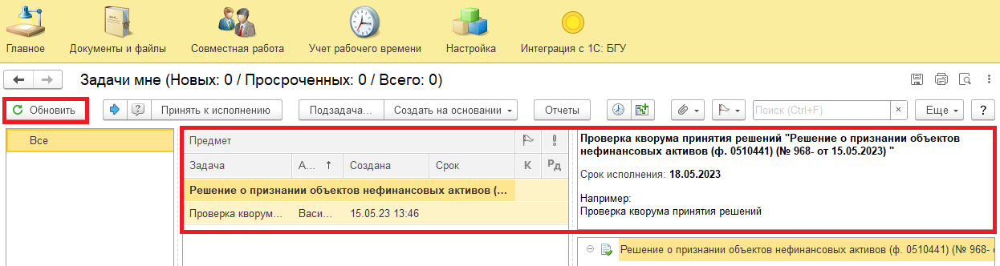 Главное Документы и файлы Совместная работа Учет рабочего времени Настройка Интеграция с 1С: БГУ
Задачи мне (Новых: 0 / Просроченных: 0 / Всего: 0)
Обновить Принять к исполнению Подзадача... Создать на основании Отчеты Поиск (Ctrl+F) × Еще ?
Все
Предмет
Задача А... ↑ Создана Срок К Рд
Решение о признании объектов нефинансовых активов (...
Проверка кворум... Васи... 15.05.23 13:46
Проверка кворума принятия решений "Решение о признании объектов
нефинансовых активов (ф. 0510441) (№ 968- от 15.05.2023) "
Срок исполнения: 18.05.2023
Например:
Проверка кворума принятия решений
Решение о признании объектов нефинансовых активов (ф. 0510441) (№ 968- о